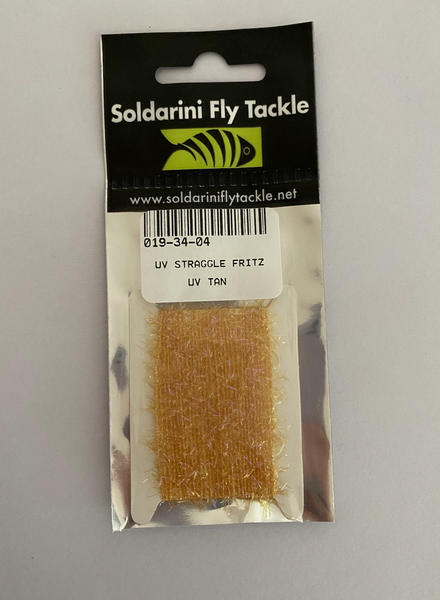 Soldarini Fly Tackle
www.soldariniflytackle.net
019-34-04
UV STRAGGLE FRITZ
UV TAN